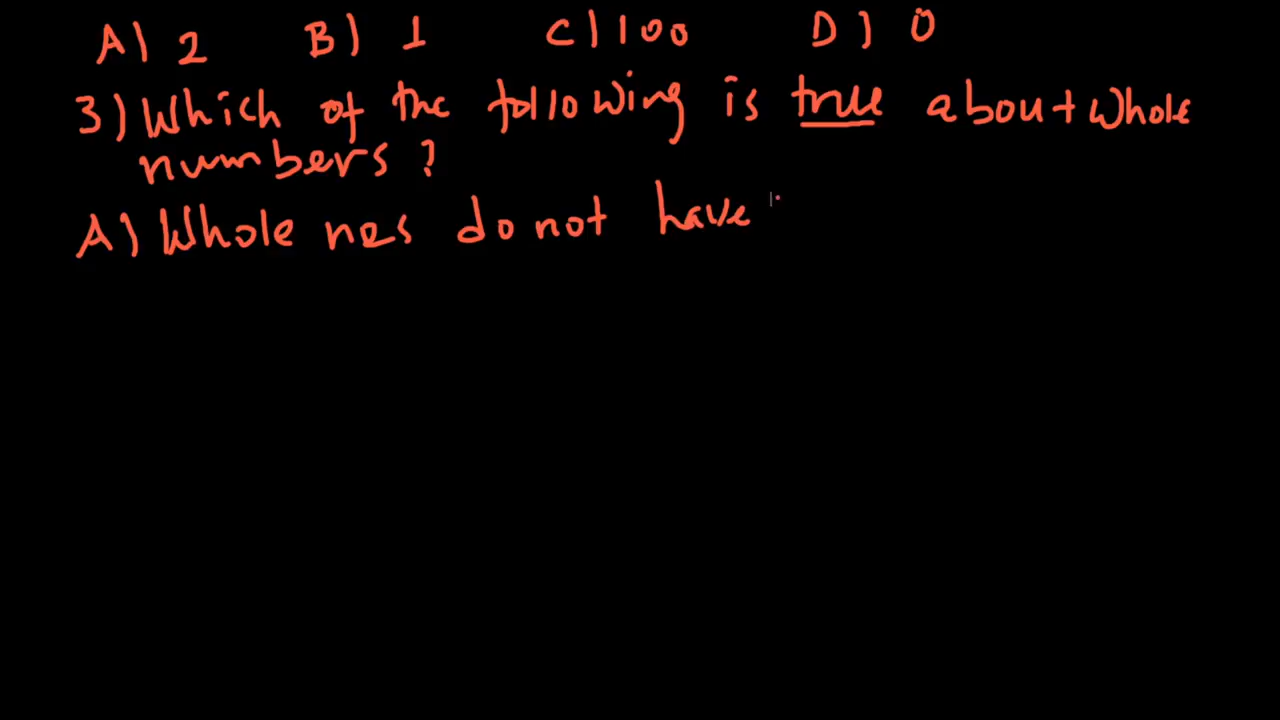 A) 2 B) 1 C) 100 D) 0
3) Which of the following is true about whole
numbers ?
A) Whole nos do not have